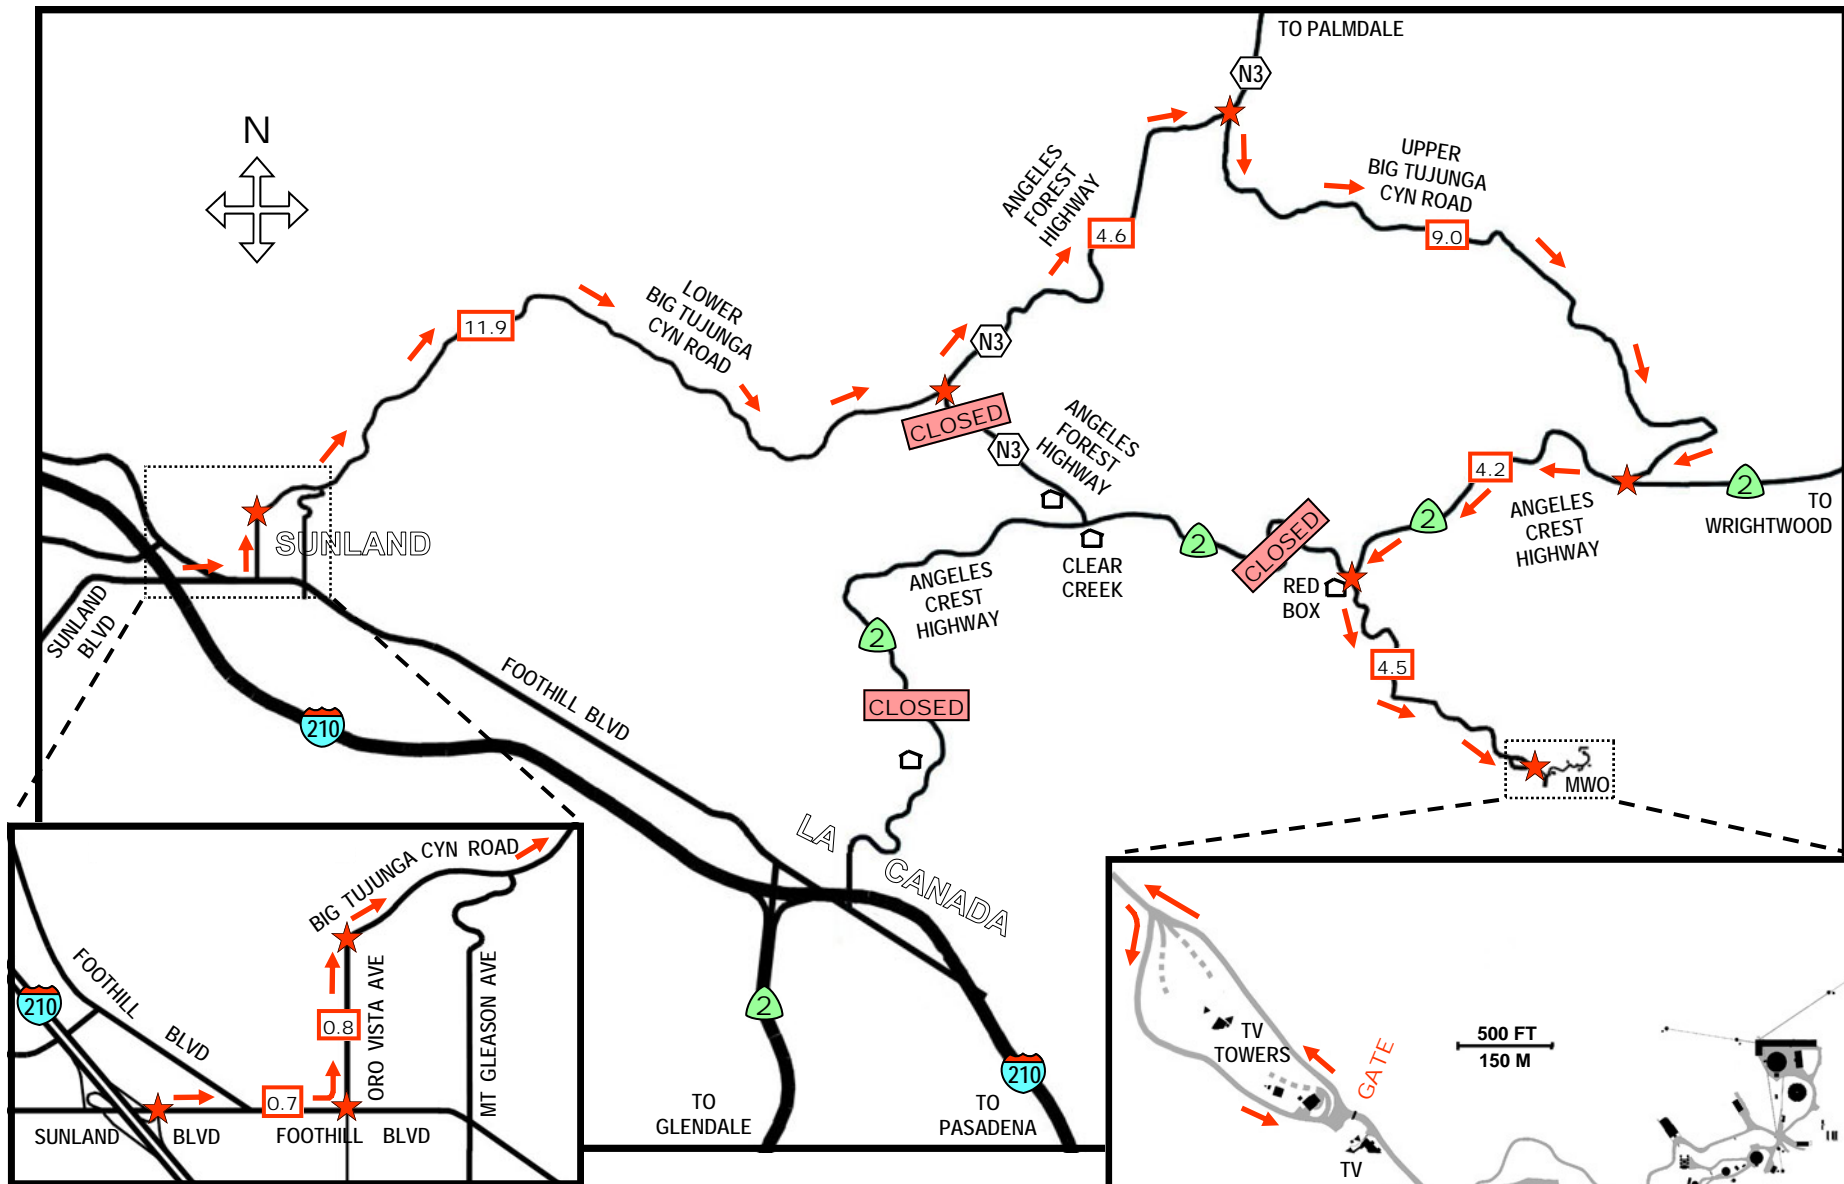 TO PALMDALE
N3
N
ANGELES
FOREST
HIGHWAY
4.6
UPPER
BIG TUJUNGA
CYN ROAD
9.0
LOWER
BIG TUJUNGA
CYN ROAD
11.9
N3
CLOSED
N3
ANGELES
FOREST
HIGHWAY
4.2
2
2
TO
WRIGHTWOOD
ANGELES
CREST
HIGHWAY
SUNLAND
2
CLOSED
CLEAR
CREEK
RED
BOX
ANGELES
CREST
HIGHWAY
2
SUNLAND
BLVD
FOOTHILL BLVD
210
CLOSED
4.5
MWO
LA
CANADA
2
210
TO
GLENDALE
TO
PASADENA
BIG TUJUNGA CYN ROAD
FOOTHILL
BLVD
210
0.8
ORO VISTA AVE
MT GLEASON AVE
0.7
SUNLAND BLVD
FOOTHILL BLVD
TV
TOWERS
GATE
500 FT
150 M
TV